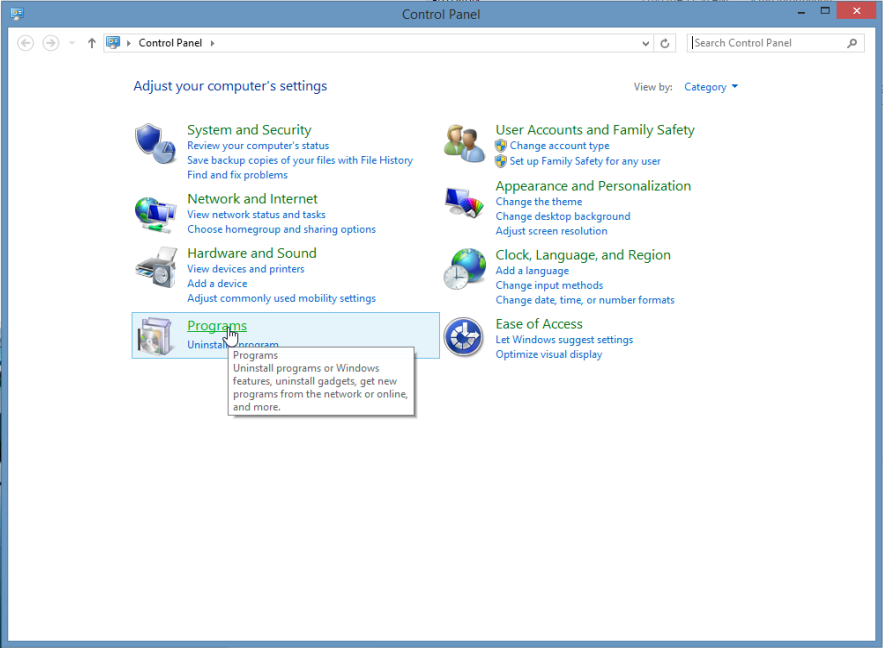 Control Panel
Control Panel
Search Control Panel
Adjust your computer's settings
View by: Category
System and Security
Review your computer's status
Save backup copies of your files with File History
Find and fix problems
Network and Internet
View network status and tasks
Choose homegroup and sharing options
Hardware and Sound
View devices and printers
Add a device
Adjust commonly used mobility settings
Programs
Programs
Uninstall programs or Windows
features, uninstall gadgets, get new
programs from the network or online,
and more.
User Accounts and Family Safety
Change account type
Set up Family Safety for any user
Appearance and Personalization
Change the theme
Change desktop background
Adjust screen resolution
Clock, Language, and Region
Add a language
Change input methods
Change date, time, or number formats
Ease of Access
Let Windows suggest settings
Optimize visual display